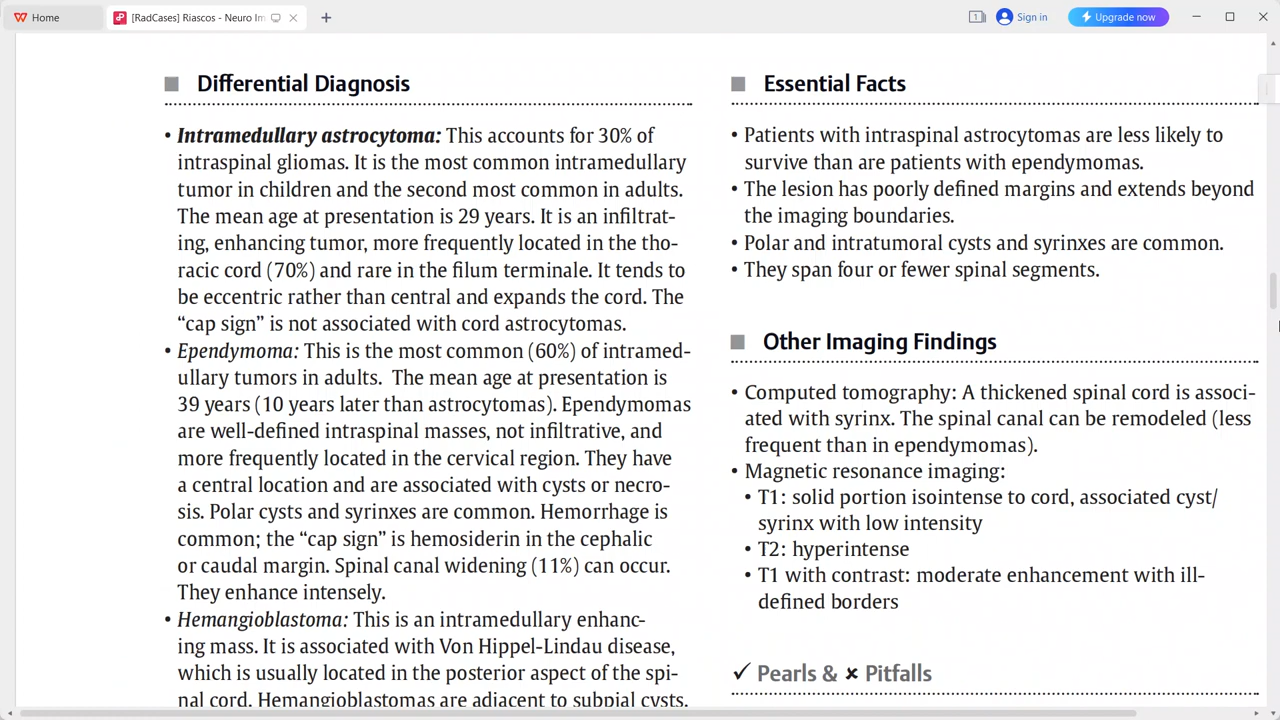 Home
[RadCases] Riascos - Neuro Im
1
Sign in
Upgrade now
Differential Diagnosis
• Intramedullary astrocytoma: This accounts for 30% of
intraspinal gliomas. It is the most common intramedullary
tumor in children and the second most common in adults.
The mean age at presentation is 29 years. It is an infiltrat-
ing, enhancing tumor, more frequently located in the tho-
racic cord (70%) and rare in the filum terminale. It tends to
be eccentric rather than central and expands the cord. The
“cap sign” is not associated with cord astrocytomas.
• Ependymoma: This is the most common (60%) of intramed-
ullary tumors in adults. The mean age at presentation is
39 years (10 years later than astrocytomas). Ependymomas
are well-defined intraspinal masses, not infiltrative, and
more frequently located in the cervical region. They have
a central location and are associated with cysts or necro-
sis. Polar cysts and syrinxes are common. Hemorrhage is
common; the “cap sign” is hemosiderin in the cephalic
or caudal margin. Spinal canal widening (11%) can occur.
They enhance intensely.
• Hemangioblastoma: This is an intramedullary enhanc-
ing mass. It is associated with Von Hippel-Lindau disease,
which is usually located in the posterior aspect of the spi-
nal cord. Hemangioblastomas are adjacent to subpial cysts.
Essential Facts
• Patients with intraspinal astrocytomas are less likely to
survive than are patients with ependymomas.
• The lesion has poorly defined margins and extends beyond
the imaging boundaries.
• Polar and intratumoral cysts and syrinxes are common.
• They span four or fewer spinal segments.
Other Imaging Findings
• Computed tomography: A thickened spinal cord is associ-
ated with syrinx. The spinal canal can be remodeled (less
frequent than in ependymomas).
• Magnetic resonance imaging:
• T1: solid portion isointense to cord, associated cyst/
syrinx with low intensity
• T2: hyperintense
• T1 with contrast: moderate enhancement with ill-
defined borders
✓ Pearls & ✗ Pitfalls